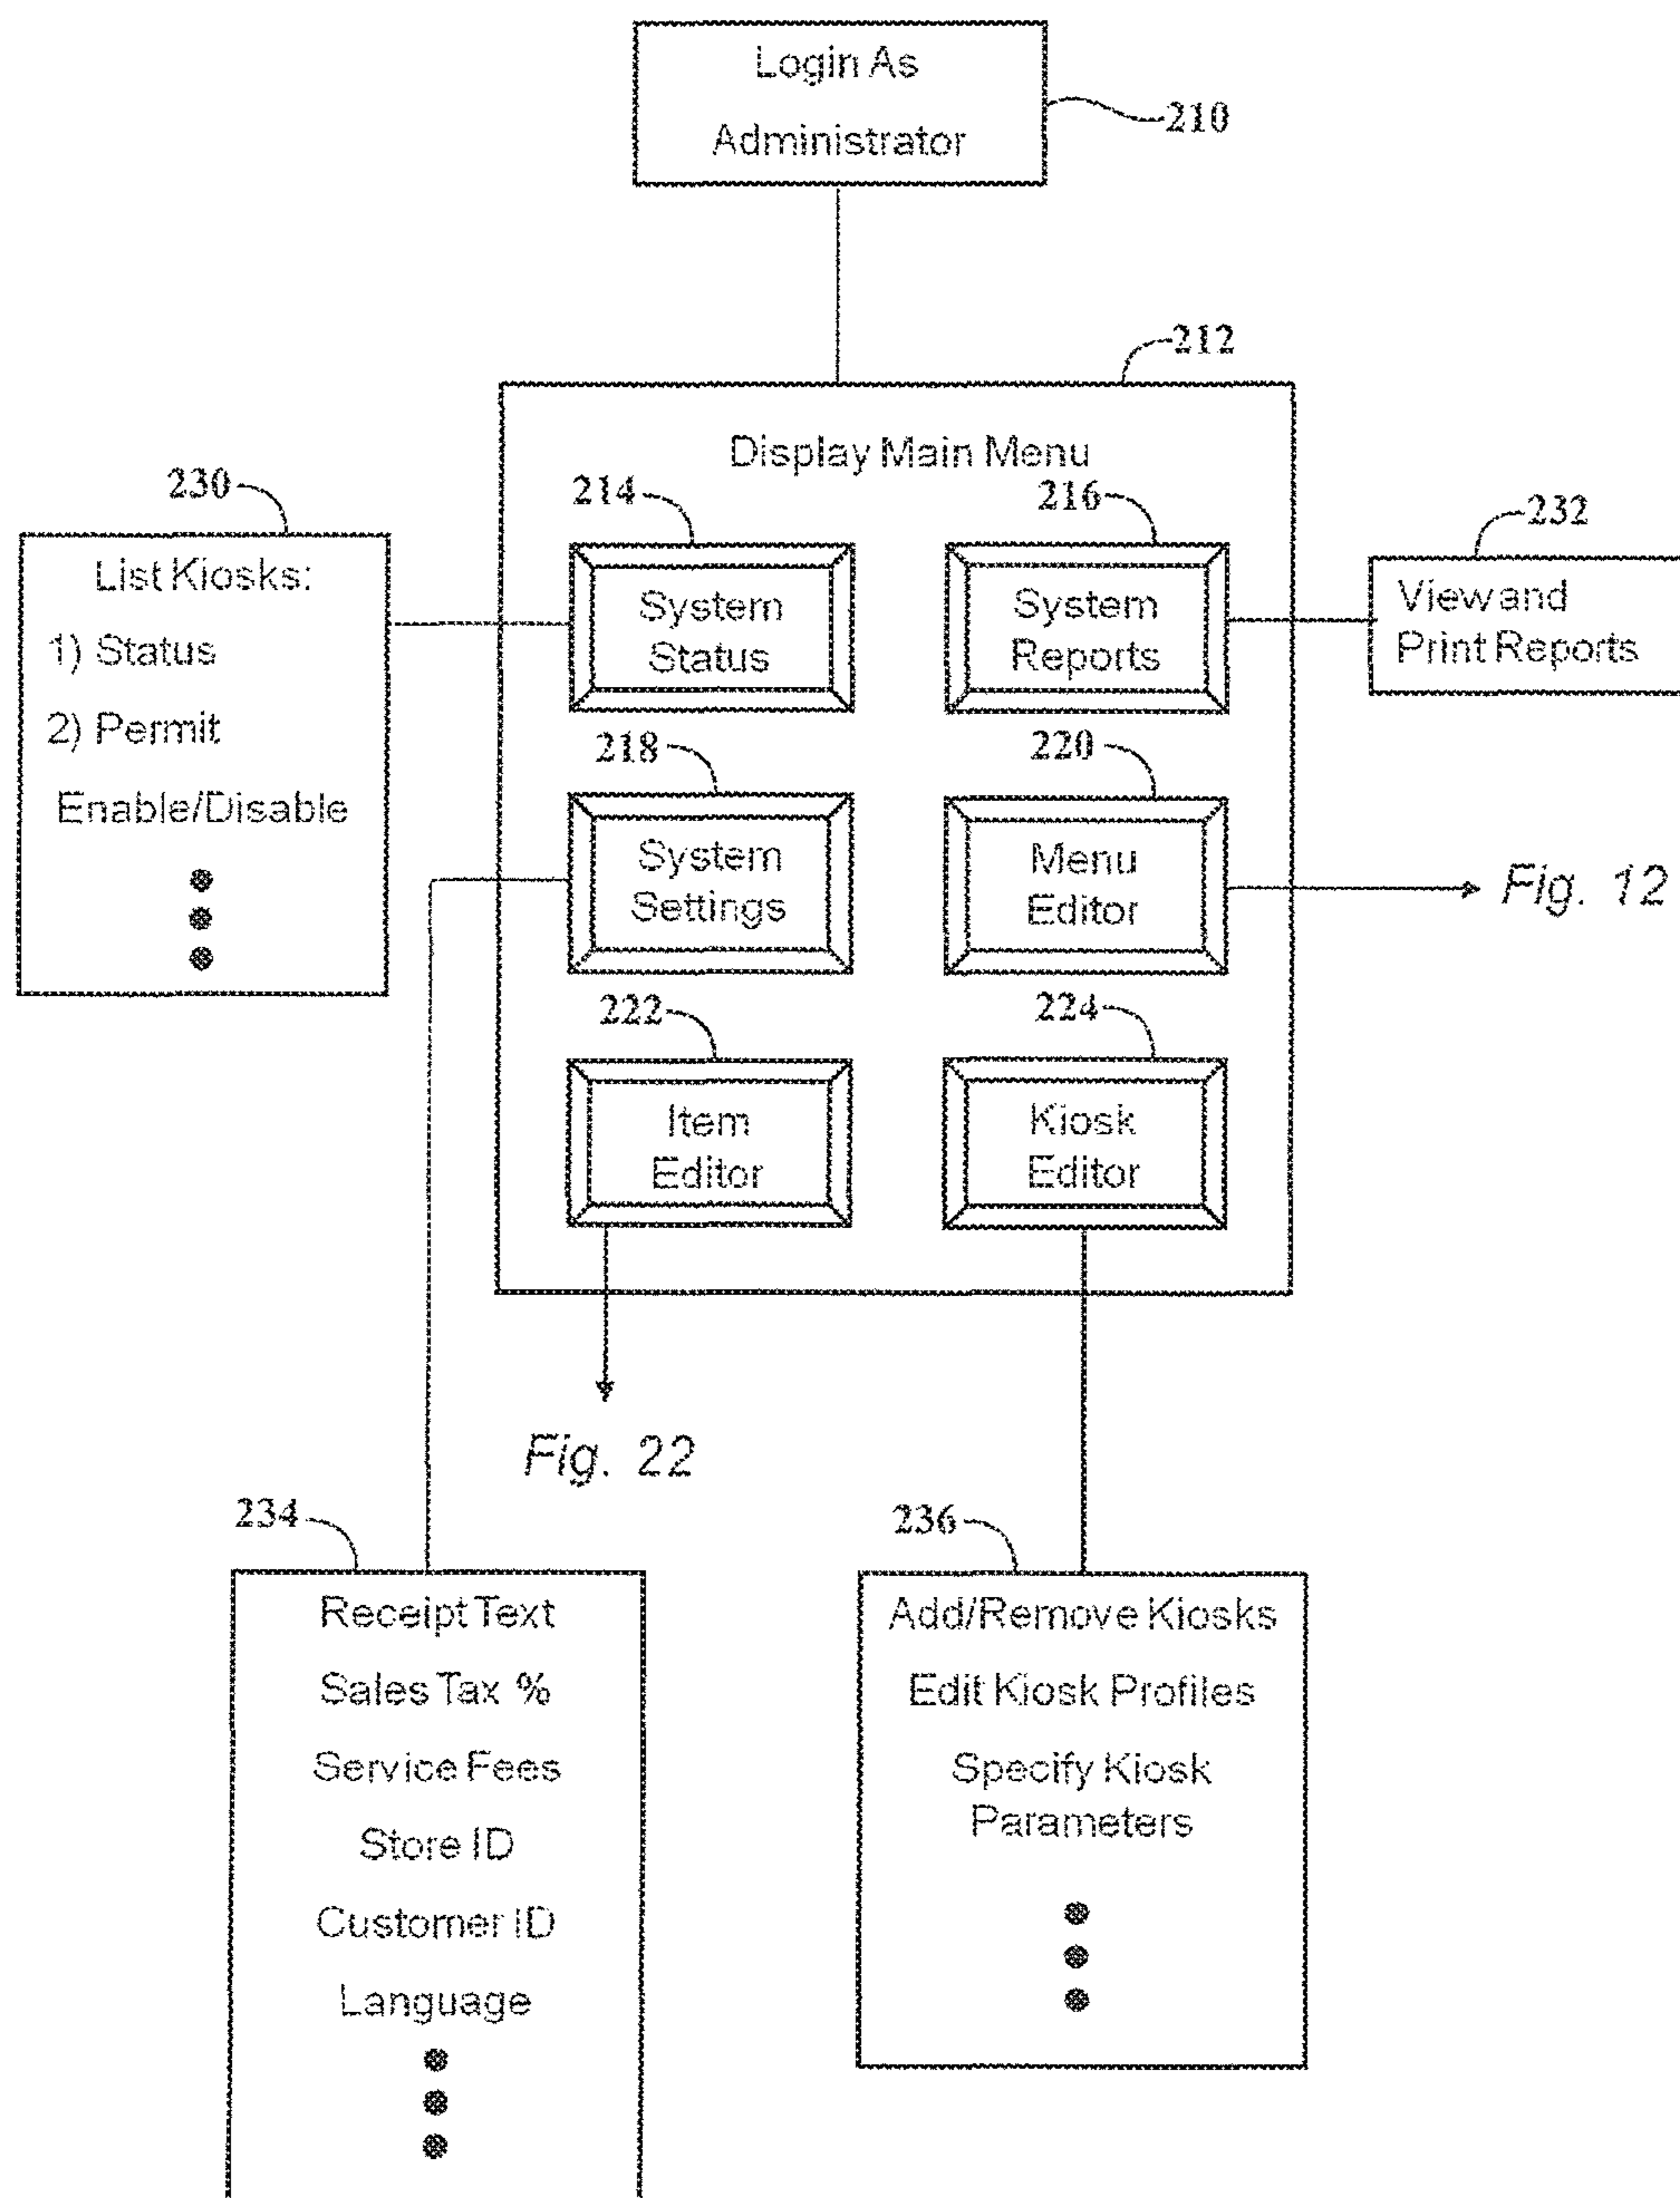 Login As
Administrator
210
212
Display Main Menu
230
214
216
232
List Kiosks:
1) Status
2) Permit
Enable/Disable
System
Status
System
Reports
View and
Print Reports
218
220
System
Settings
Menu
Editor
Fig. 12
222
224
Item
Editor
Kiosk
Editor
Fig. 22
234
236
Receipt Text
Sales Tax %
Service Fees
Store ID
Customer ID
Language
Add/Remove Kiosks
Edit Kiosk Profiles
Specify Kiosk
Parameters